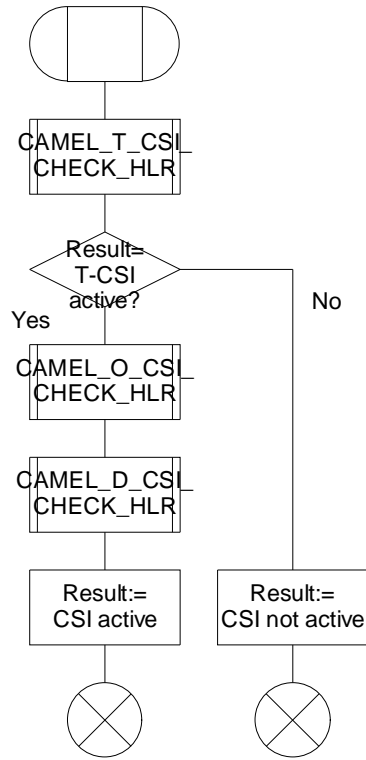 CAMEL_T_CSI_
CHECK_HLR
Result=
T-CSI
active?
Yes
No
CAMEL_O_CSI_
CHECK_HLR
CAMEL_D_CSI_
CHECK_HLR
Result:=
CSI active
Result:=
CSI not active